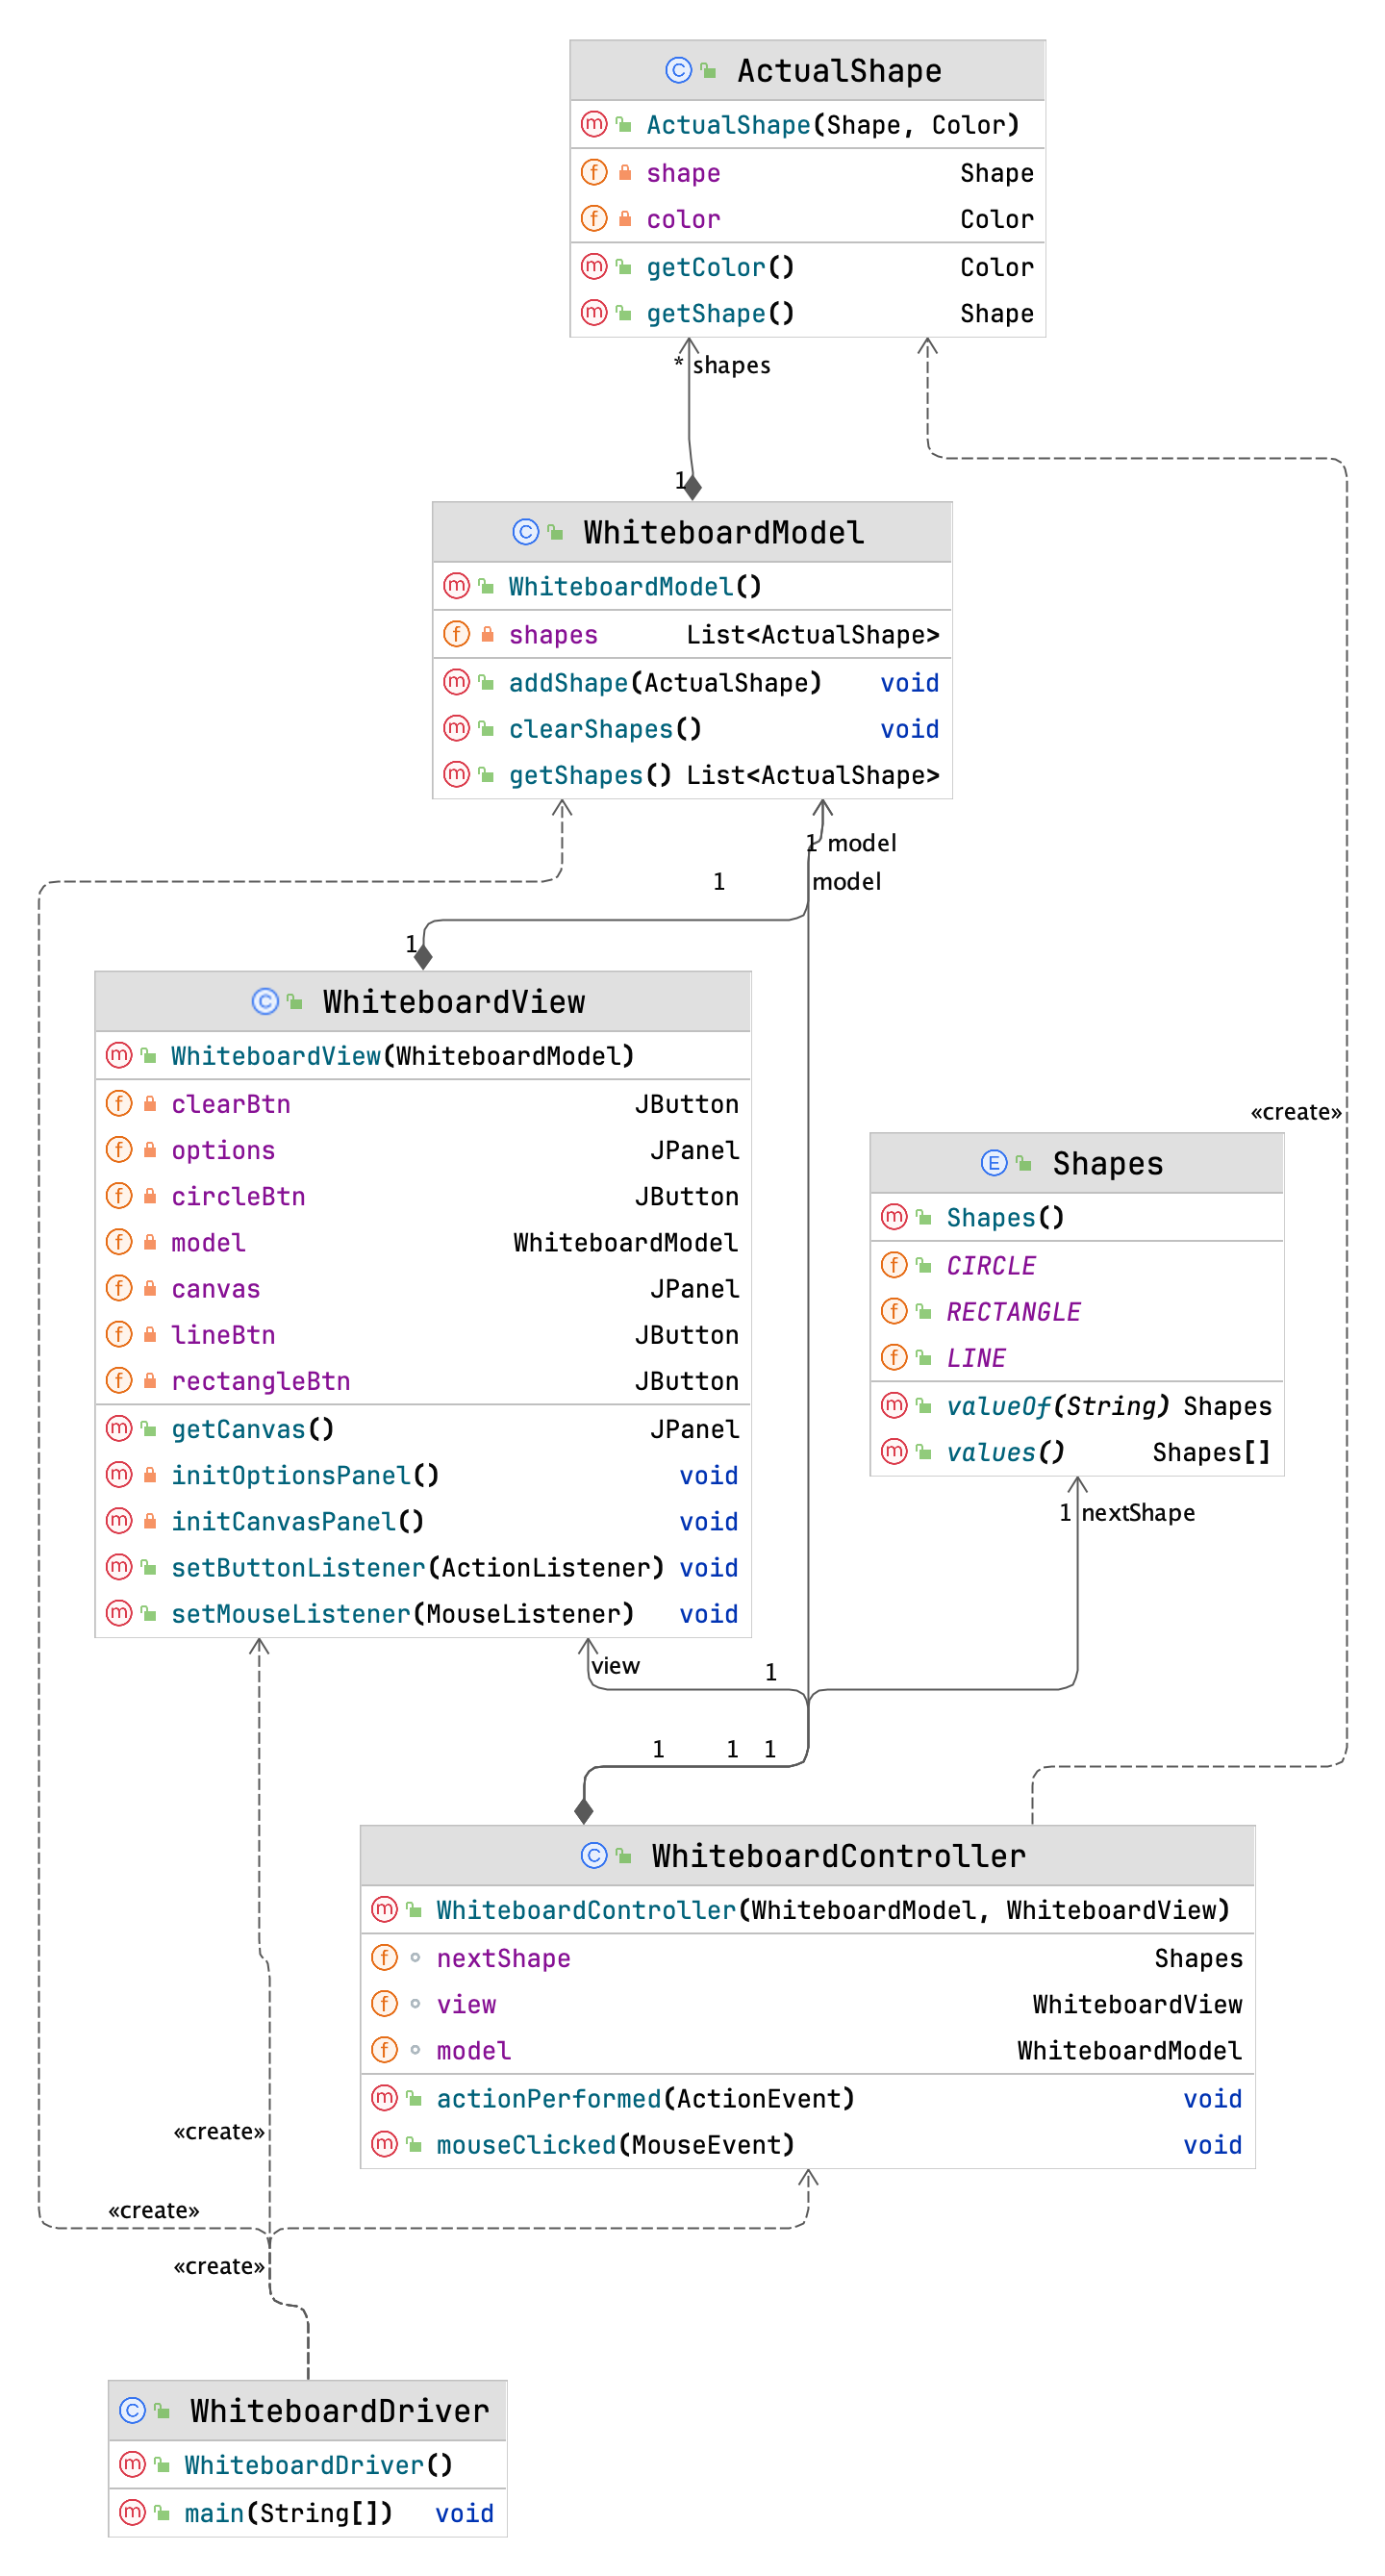 ActualShape
ActualShape(Shape, Color)
shape Shape
color Color
getColor() Color
getShape() Shape
* shapes
1
WhiteboardModel
WhiteboardModel()
shapes List<ActualShape>
addShape(ActualShape) void
clearShapes() void
getShapes() List<ActualShape>
1 model
1 model
1
WhiteboardView
WhiteboardView(WhiteboardModel)
clearBtn JButton
options JPanel
circleBtn JButton
model WhiteboardModel
canvas JPanel
lineBtn JButton
rectangleBtn JButton
getCanvas() JPanel
initOptionsPanel() void
initCanvasPanel() void
setButtonListener(ActionListener) void
setMouseListener(MouseListener) void
«create»
Shapes
Shapes()
CIRCLE
RECTANGLE
LINE
valueOf(String) Shapes
values() Shapes[]
1 nextShape
view 1
1 1 1
WhiteboardController
WhiteboardController(WhiteboardModel, WhiteboardView)
nextShape Shapes
view WhiteboardView
model WhiteboardModel
actionPerformed(ActionEvent) void
mouseClicked(MouseEvent) void
«create»
«create»
«create»
WhiteboardDriver
WhiteboardDriver()
main(String[]) void